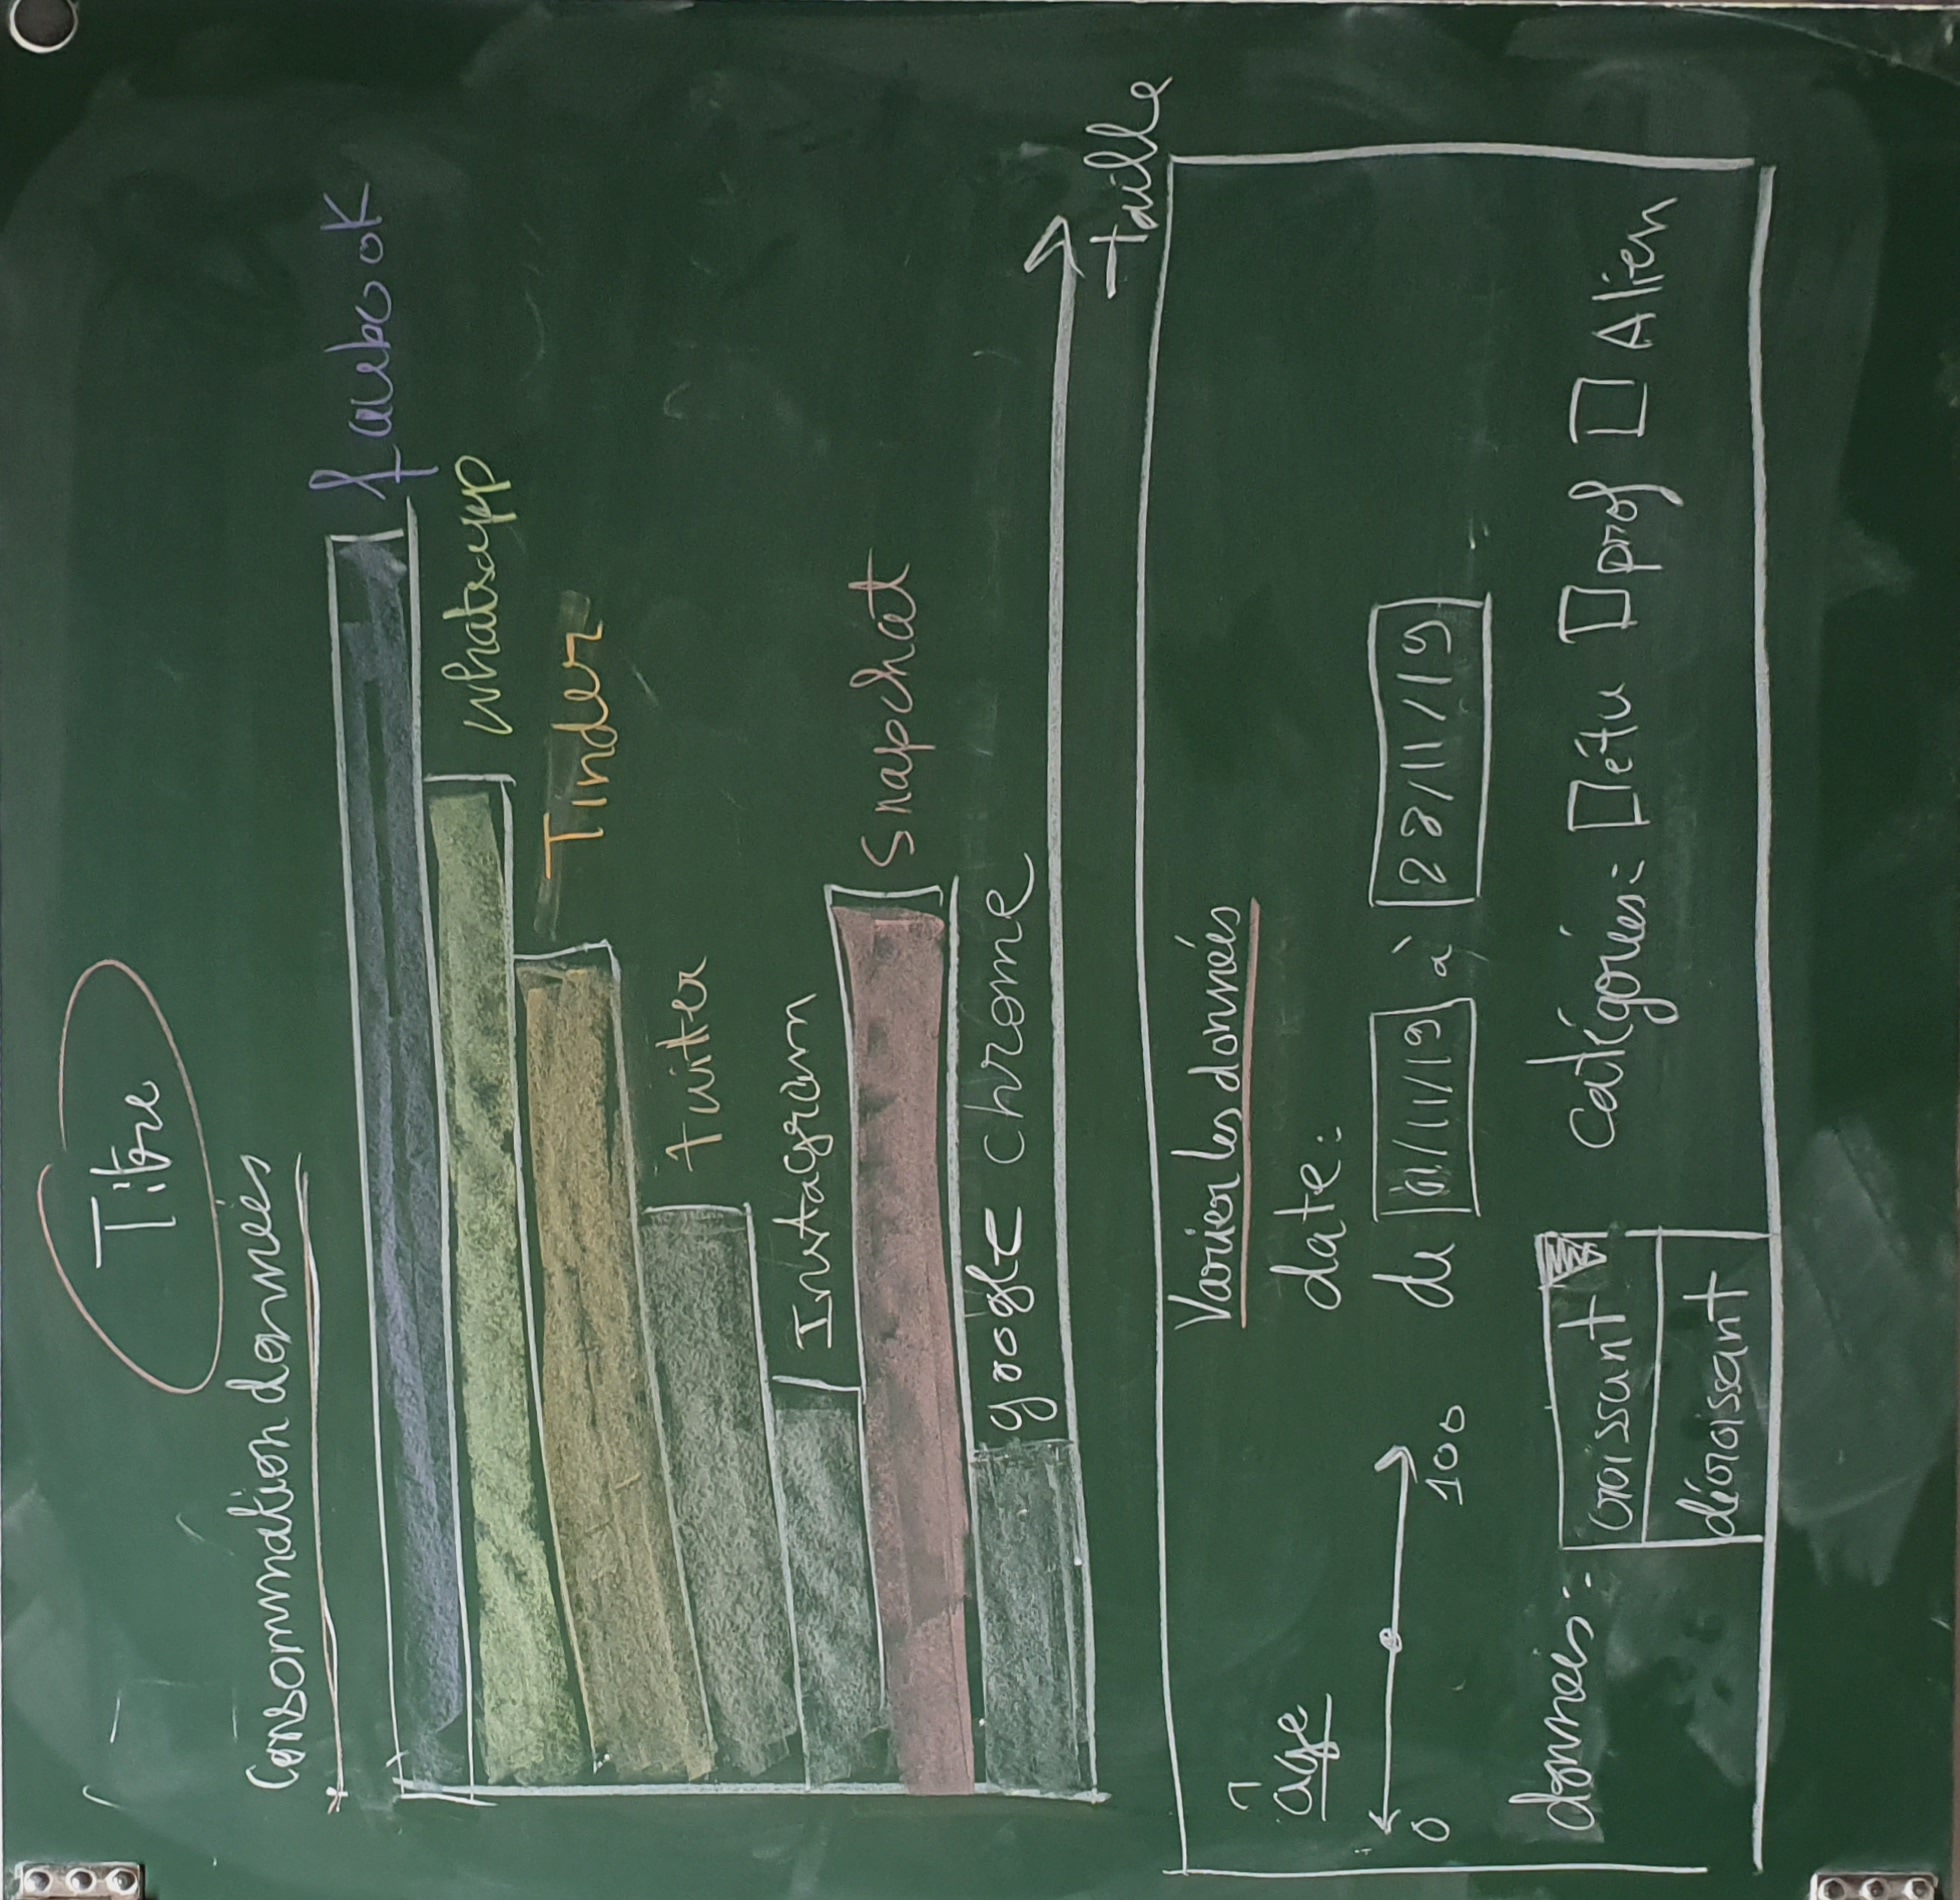 Titre
Consommation données
facebook
whatsapp
Tinder
twitter
Instagram
Snapchat
google chrome
taille
Varier les données
âge
0 100
date:
de 01/11/19 à 28/11/19
données: croissant
décroissant
catégories: étu prof Alien